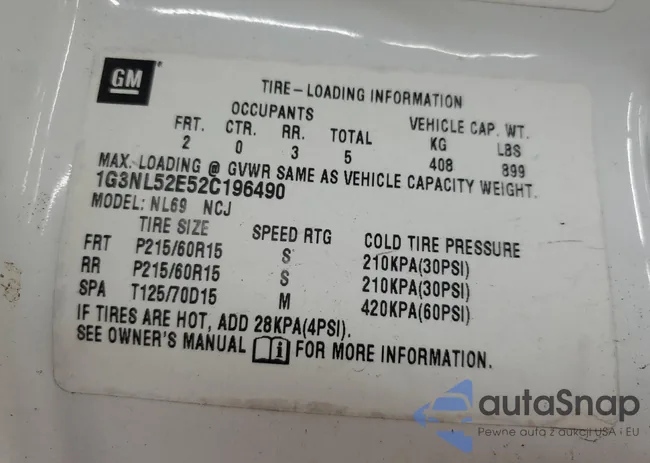 GM
TIRE-LOADING INFORMATION
OCCUPANTS VEHICLE CAP. WT.
FRT. CTR. RR. TOTAL KG LBS
2 0 3 5 408 899
MAX. LOADING @ GVWR SAME AS VEHICLE CAPACITY WEIGHT.
1G3NL52E52C196490
MODEL: NL69 NCJ
TIRE SIZE SPEED RTG COLD TIRE PRESSURE
FRT P215/60R15 S 210KPA(30PSI)
RR P215/60R15 S 210KPA(30PSI)
SPA T125/70D15 M 420KPA(60PSI)
IF TIRES ARE HOT, ADD 28KPA(4PSI).
SEE OWNER'S MANUAL FOR MORE INFORMATION.
autaSnap
Pewne auta z aukcji USA i EU